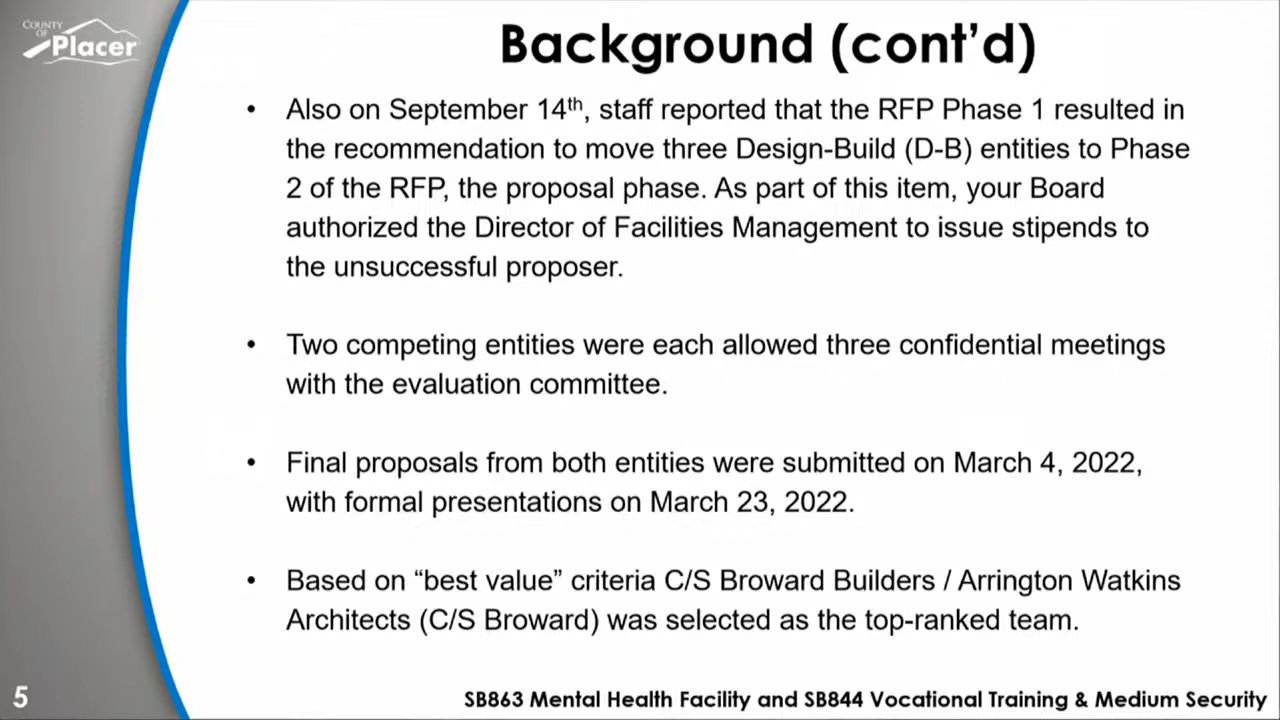 COUNTY
OF
Placer
Background (cont’d)
• Also on September 14th, staff reported that the RFP Phase 1 resulted in
the recommendation to move three Design-Build (D-B) entities to Phase
2 of the RFP, the proposal phase. As part of this item, your Board
authorized the Director of Facilities Management to issue stipends to
the unsuccessful proposer.
• Two competing entities were each allowed three confidential meetings
with the evaluation committee.
• Final proposals from both entities were submitted on March 4, 2022,
with formal presentations on March 23, 2022.
• Based on “best value” criteria C/S Broward Builders / Arrington Watkins
Architects (C/S Broward) was selected as the top-ranked team.
5
SB863 Mental Health Facility and SB844 Vocational Training & Medium Security